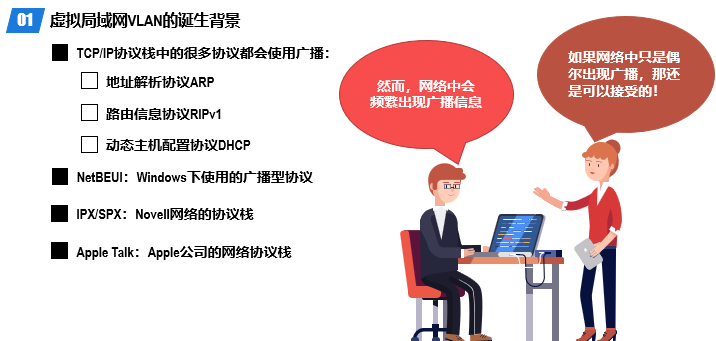 01 虚拟局域网VLAN的诞生背景
TCP/IP协议栈中的很多协议都会使用广播：
地址解析协议ARP
路由信息协议RIPv1
动态主机配置协议DHCP
NetBEUI：Windows下使用的广播型协议
IPX/SPX：Novell网络的协议栈
Apple Talk：Apple公司的网络协议栈
然而，网络中会
频繁出现广播信息
如果网络中只是偶
尔出现广播，那还
是可以接受的！